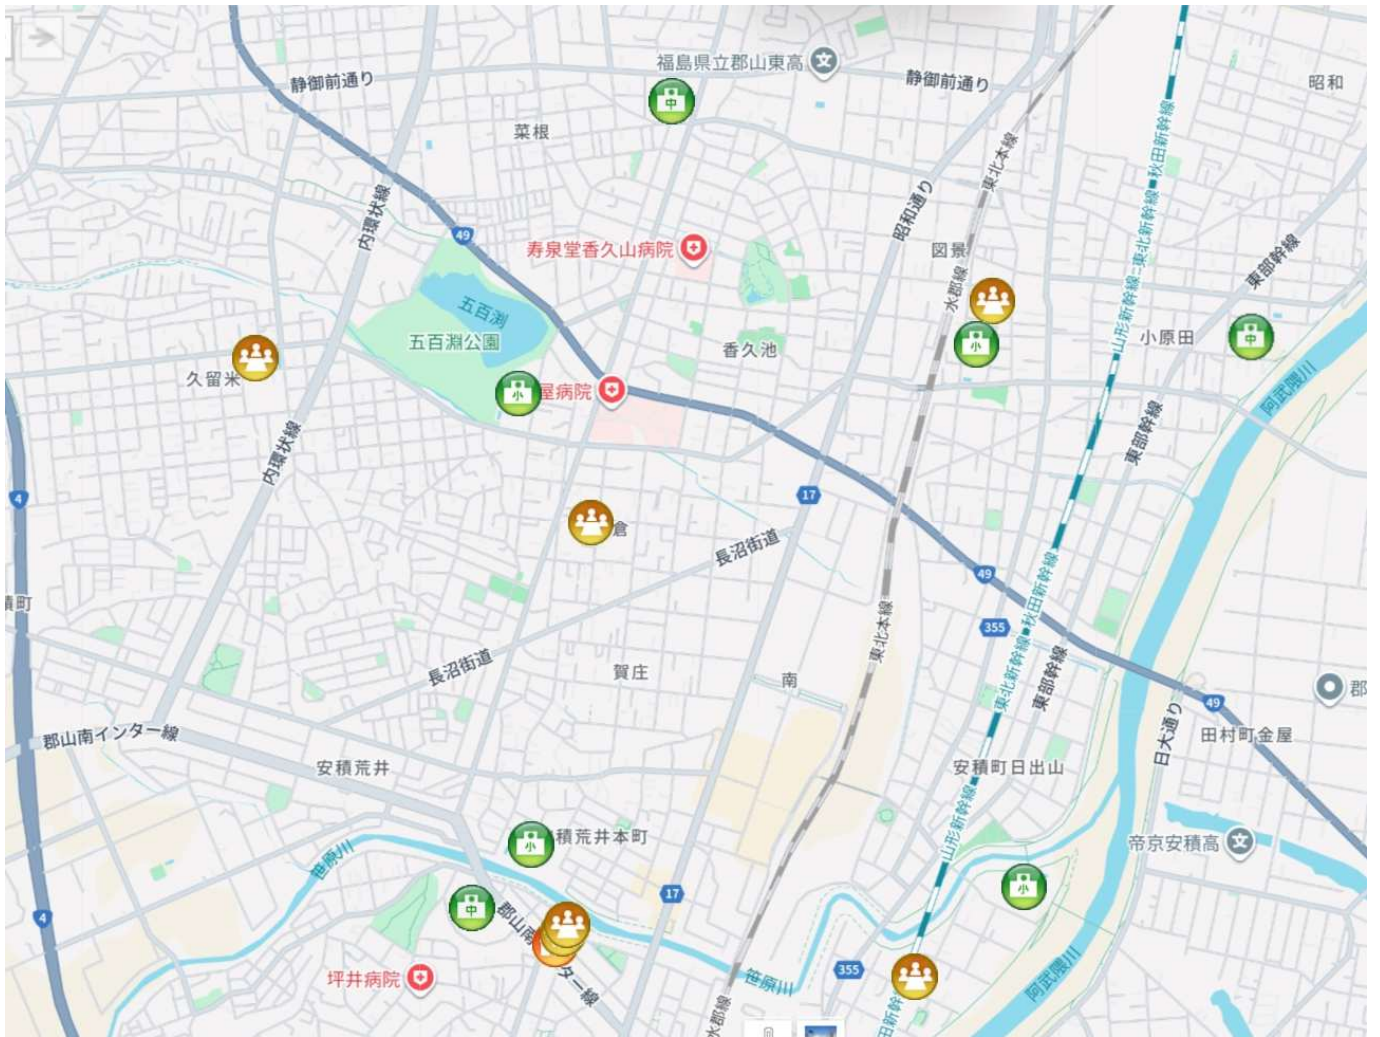 福島県立郡山東高
文
静御前通り
静御前通り
昭和
中
菜根
東北本線
山形新幹線・東北新幹線・秋田新幹線
内環状線
昭和通り
49
寿泉堂香久山病院
図景
水郡線
東部幹線
五百淵
五百淵公園
香久池
小
小原田
中
久留米
小
屋病院
阿武隈川
内環状線
東部幹線
4
17
倉
長沼街道
49
355
東北本線
東北新幹線・秋田新幹線
積町
長沼街道
賀庄
南
東部幹線
49
郡
郡山南インター線
日大通り
田村町金屋
安積荒井
安積町日出山
山形新幹線
小
積荒井本町
帝京安積高
文
笹原川
中
17
小
4
郡山南
ター線
坪井病院
笹原川
355
阿武隈川
水郡線
田新幹線